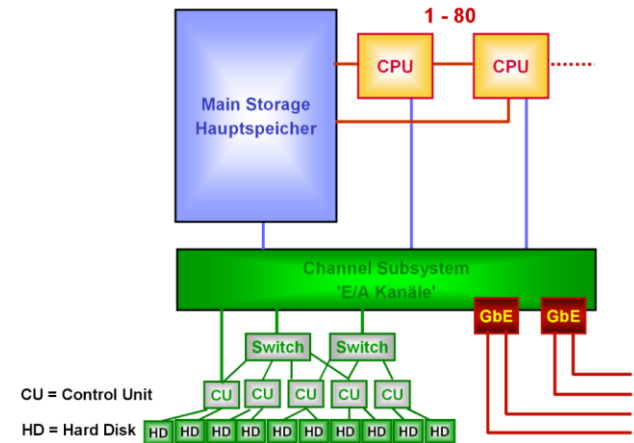 1 - 80
CPU
CPU
Main Storage
Hauptspeicher
Channel Subsystem
'E/A Kanäle'
GbE
GbE
Switch
Switch
CU = Control Unit
CU
CU
CU
CU
CU
HD = Hard Disk
HD
HD
HD
HD
HD
HD
HD
HD
HD
HD